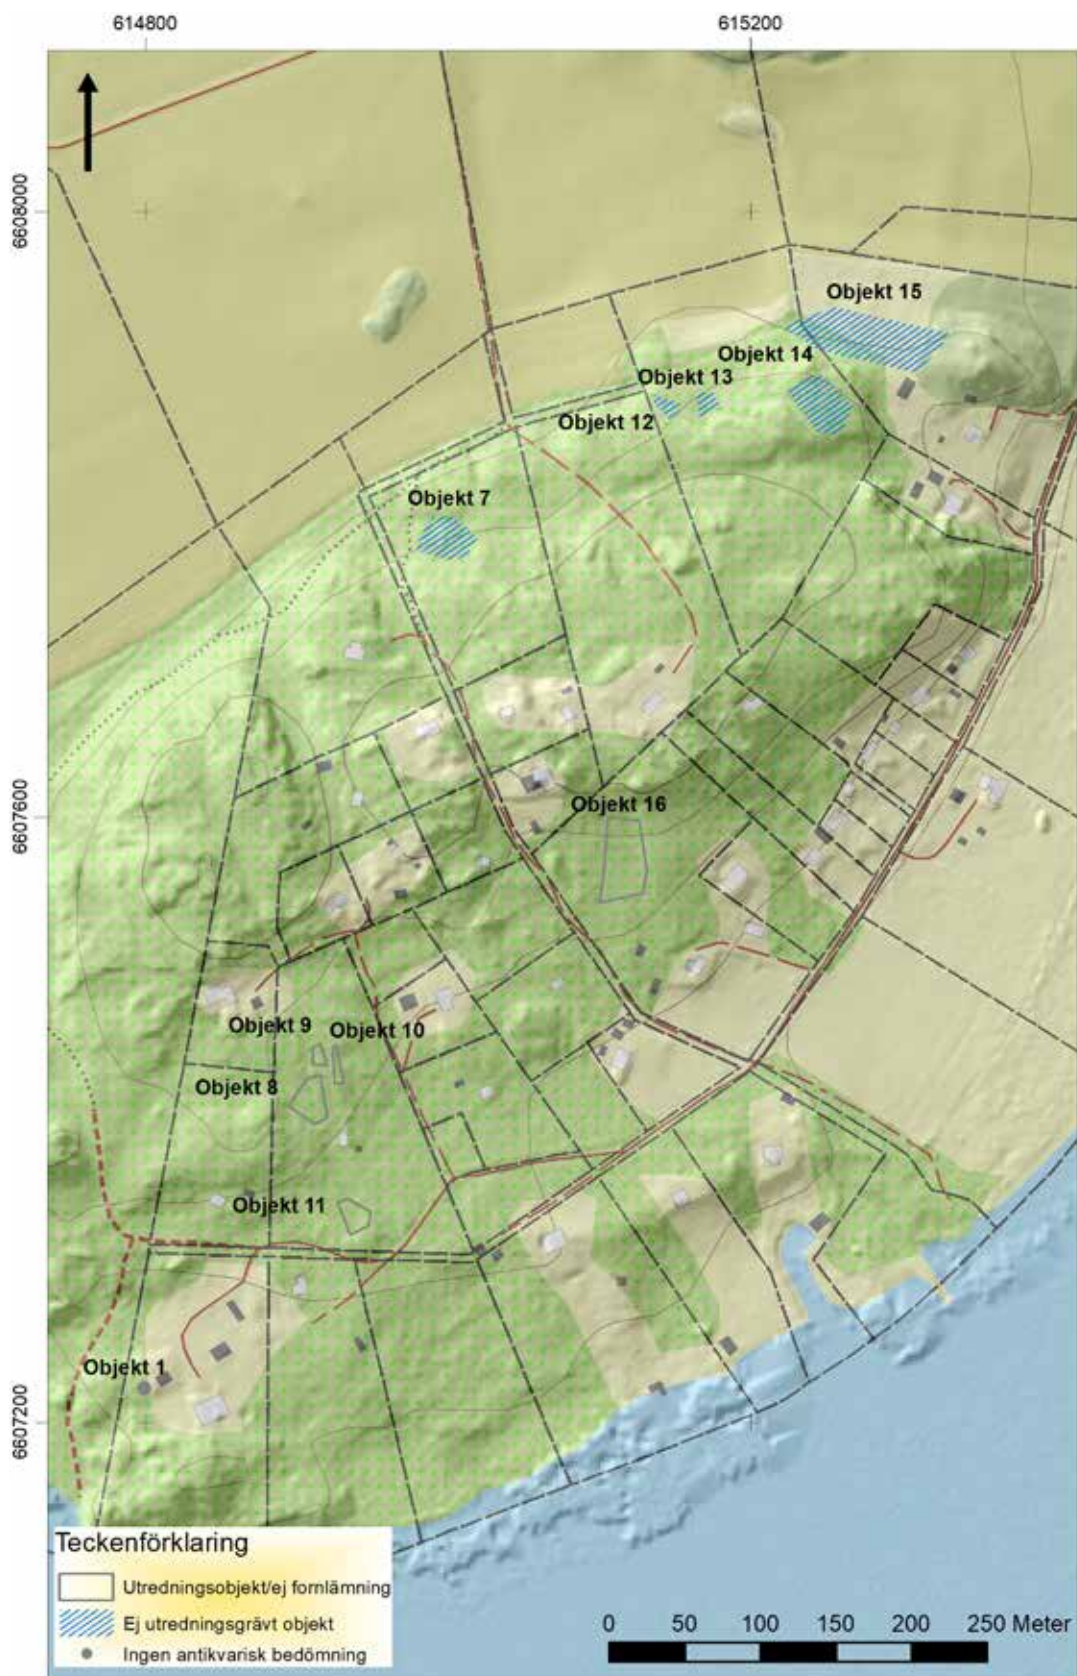 614800 615200
6608000
Objekt 15
Objekt 14
Objekt 13
Objekt 12
Objekt 7
6607600
Objekt 16
Objekt 9 Objekt 10
Objekt 8
Objekt 11
Objekt 1
6607200
Teckenförklaring
Utredningsobjekt/ej fornlämning
Ej utredningsgrävt objekt
Ingen antikvarisk bedömning
0 50 100 150 200 250 Meter